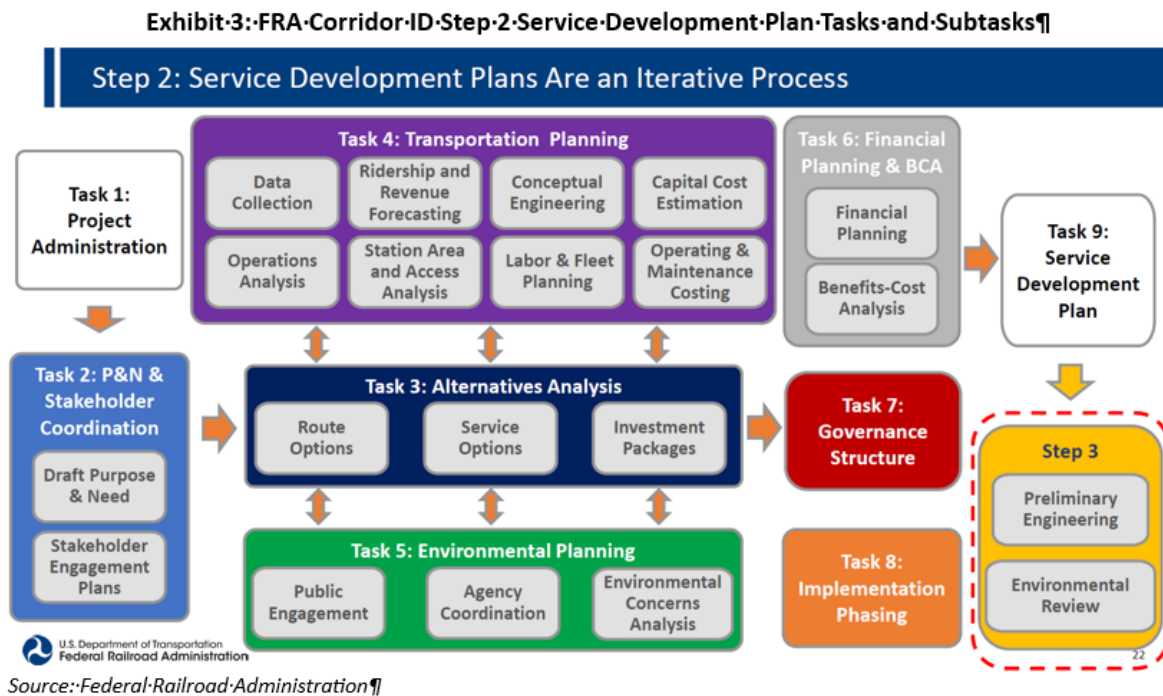 Exhibit·3:·FRA·Corridor·ID·Step·2·Service·Development·Plan·Tasks·and·Subtasks¶
Step 2: Service Development Plans Are an Iterative Process
Task 1:
Project
Administration
Task 2: P&N &
Stakeholder
Coordination
Draft Purpose
& Need
Stakeholder
Engagement
Plans
Task 4: Transportation Planning
Data
Collection
Ridership and
Revenue
Forecasting
Conceptual
Engineering
Capital Cost
Estimation
Operations
Analysis
Station Area
and Access
Analysis
Labor & Fleet
Planning
Operating &
Maintenance
Costing
Task 3: Alternatives Analysis
Route
Options
Service
Options
Investment
Packages
Task 5: Environmental Planning
Public
Engagement
Agency
Coordination
Environmental
Concerns
Analysis
Task 6: Financial
Planning & BCA
Financial
Planning
Benefits-Cost
Analysis
Task 7:
Governance
Structure
Task 8:
Implementation
Phasing
Task 9:
Service
Development
Plan
Step 3
Preliminary
Engineering
Environmental
Review
U.S. Department of Transportation
Federal Railroad Administration
22
Source:·Federal·Railroad·Administration¶